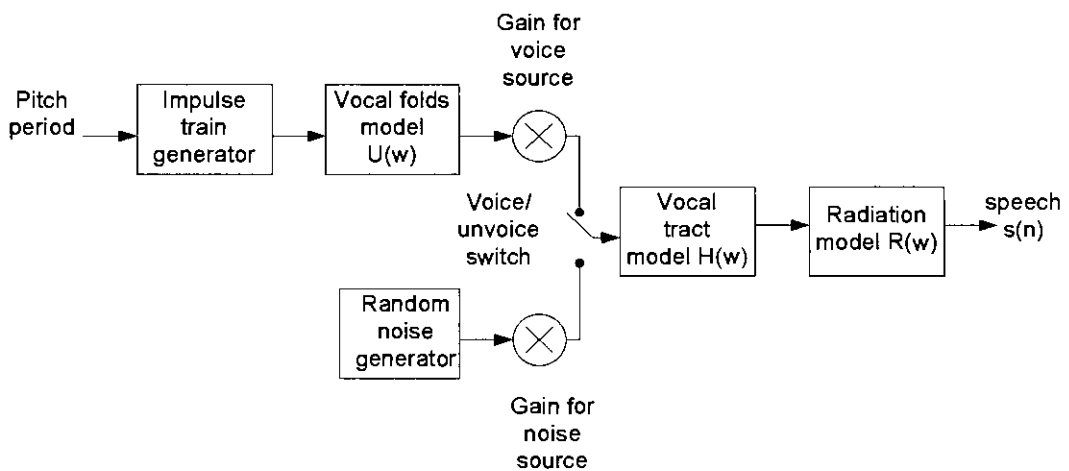 Gain for
voice
source
Pitch
period
Impulse
train
generator
Vocal folds
model
U(w)
Voice/
unvoice
switch
Vocal
tract
model H(w)
Radiation
model R(w)
speech
s(n)
Random
noise
generator
Gain for
noise
source